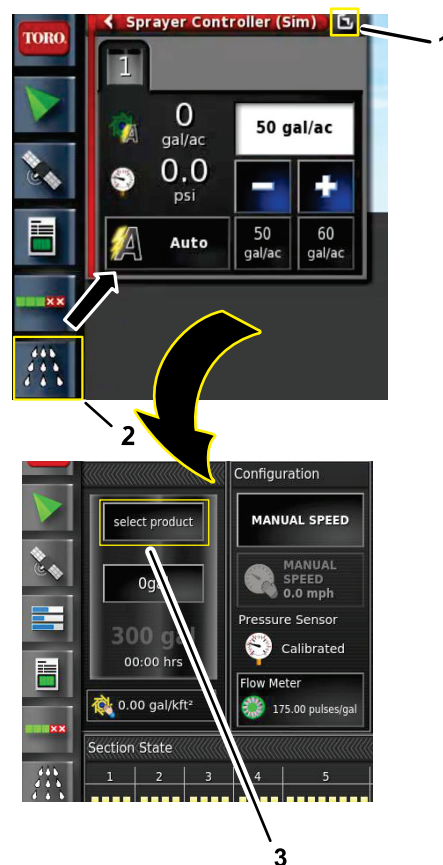 TORO.
Sprayer Controller (Sim)
1
1
0
gal/ac
50 gal/ac
0.0
psi
A
Auto
50
gal/ac
60
gal/ac
2
Configuration
select product
MANUAL SPEED
0ga
MANUAL
SPEED
0.0 mph
300 gal
00:00 hrs
Pressure Sensor
Calibrated
Flow Meter
0.00 gal/kft²
175.00 pulses/gal
Section State
1 2 3 4 5
3